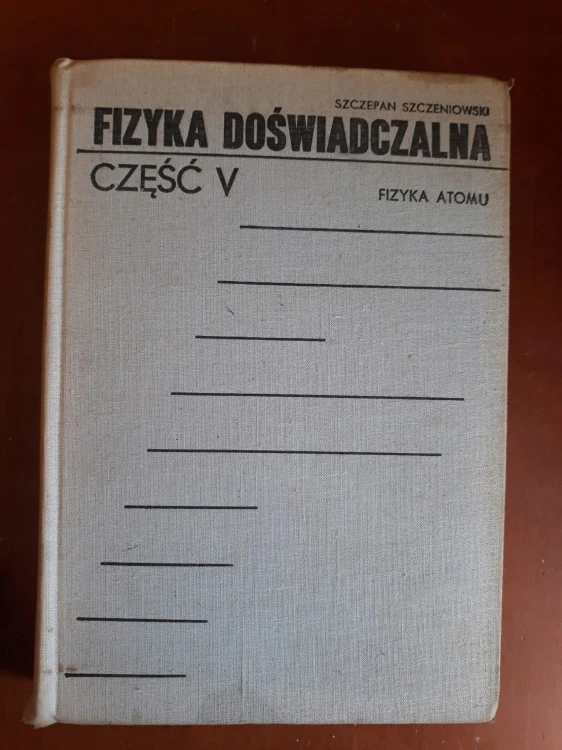 SZCZEPAN SZCZENIOWSKI
FIZYKA DOŚWIADCZALNA
CZĘŚĆ V
FIZYKA ATOMU